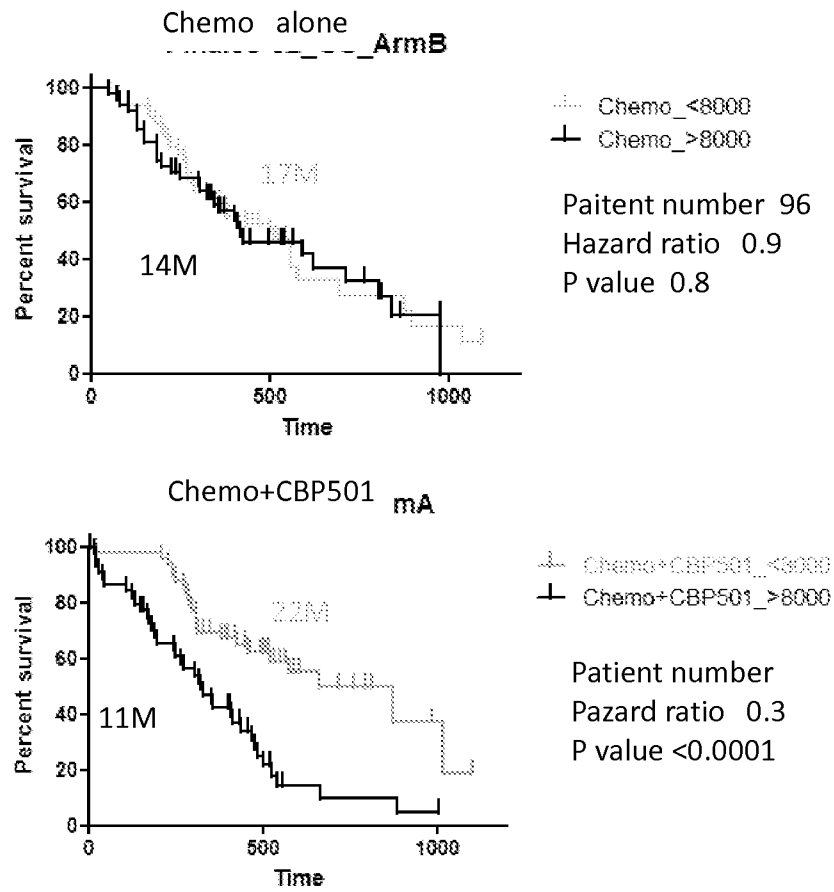 Chemo alone
ArmB
Chemo_<8000
Chemo_>8000
17M
14M
Paitent number 96
Hazard ratio 0.9
P value 0.8
Percent survival
100
80
60
40
20
0
0 500 1000
Time
Chemo+CBP501 mA
Chemo+CBP501_<8000
Chemo+CBP501_>8000
22M
11M
Patient number
Pazard ratio 0.3
P value <0.0001
Percent survival
100
80
60
40
20
0
0 500 1000
Time